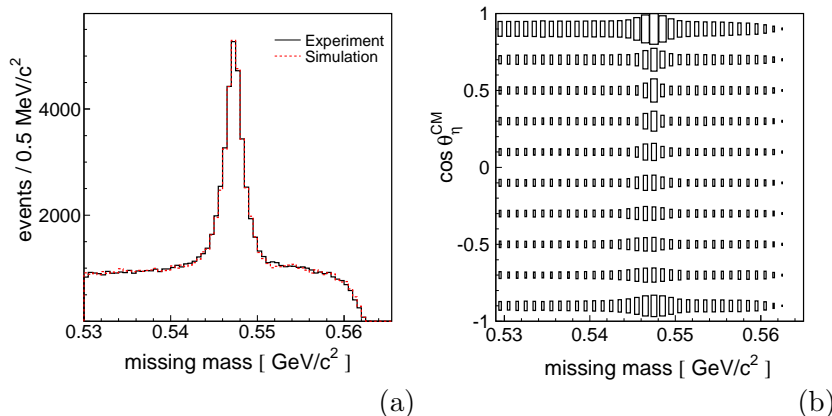 events / 0.5 MeV/c²
4000
2000
0
Experiment
Simulation
0.53 0.54 0.55 0.56
missing mass [ GeV/c² ]
(a)
cos θ_η^CM
1
0.5
0
-0.5
-1
0.53 0.54 0.55 0.56
missing mass [ GeV/c² ]
(b)